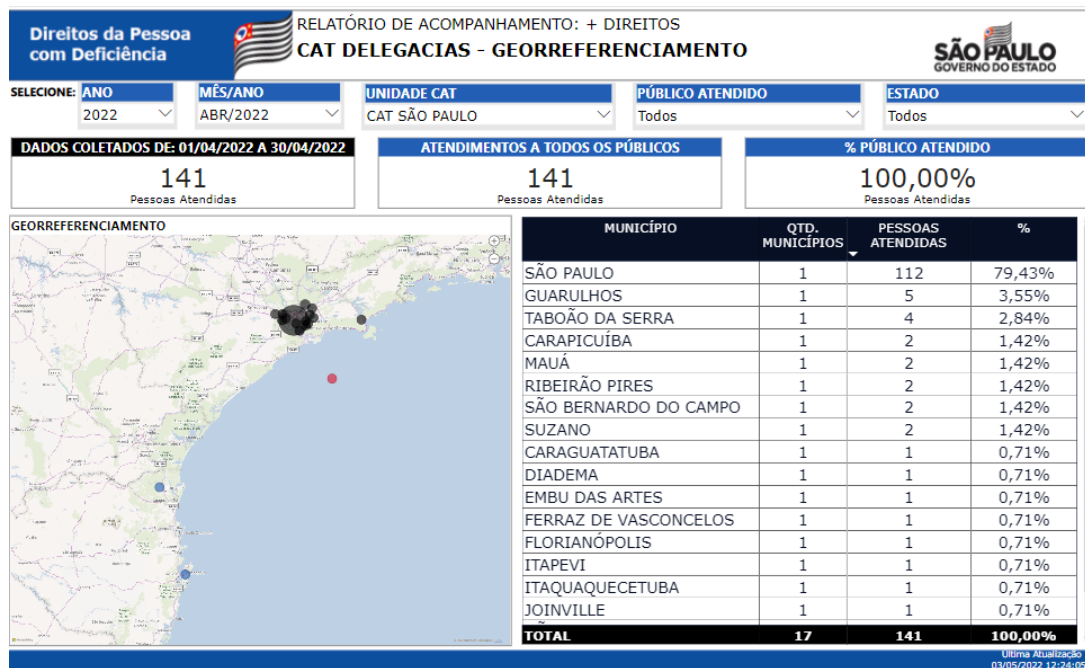 Direitos da Pessoa
com Deficiência
RELATÓRIO DE ACOMPANHAMENTO: + DIREITOS
CAT DELEGACIAS - GEORREFERENCIAMENTO
SÃO PAULO
GOVERNO DO ESTADO
SELECIONE: ANO MÊS/ANO UNIDADE CAT PÚBLICO ATENDIDO ESTADO
2022 ABR/2022 CAT SÃO PAULO Todos Todos
DADOS COLETADOS DE: 01/04/2022 A 30/04/2022 ATENDIMENTOS A TODOS OS PÚBLICOS % PÚBLICO ATENDIDO
141 141 100,00%
Pessoas Atendidas Pessoas Atendidas Pessoas Atendidas
GEORREFERENCIAMENTO
MUNICÍPIO QTD. MUNICÍPIOS PESSOAS ATENDIDAS %
SÃO PAULO 1 112 79,43%
GUARULHOS 1 5 3,55%
TABOÃO DA SERRA 1 4 2,84%
CARAPICUÍBA 1 2 1,42%
MAUÁ 1 2 1,42%
RIBEIRÃO PIRES 1 2 1,42%
SÃO BERNARDO DO CAMPO 1 2 1,42%
SUZANO 1 2 1,42%
CARAGUATATUBA 1 1 0,71%
DIADEMA 1 1 0,71%
EMBU DAS ARTES 1 1 0,71%
FERRAZ DE VASCONCELOS 1 1 0,71%
FLORIANÓPOLIS 1 1 0,71%
ITAPEVI 1 1 0,71%
ITAQUAQUECETUBA 1 1 0,71%
JOINVILLE 1 1 0,71%
TOTAL 17 141 100,00%
Última Atualização
03/05/2022 12:24:05